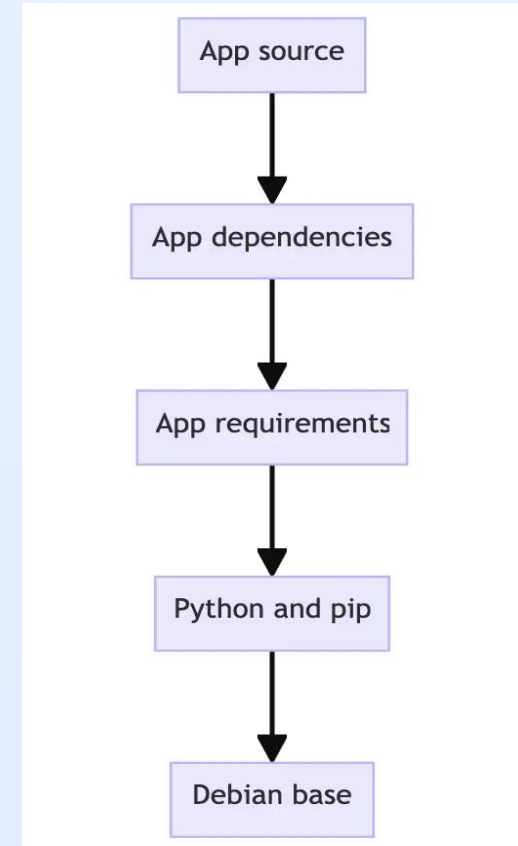 App source
App dependencies
App requirements
Python and pip
Debian base